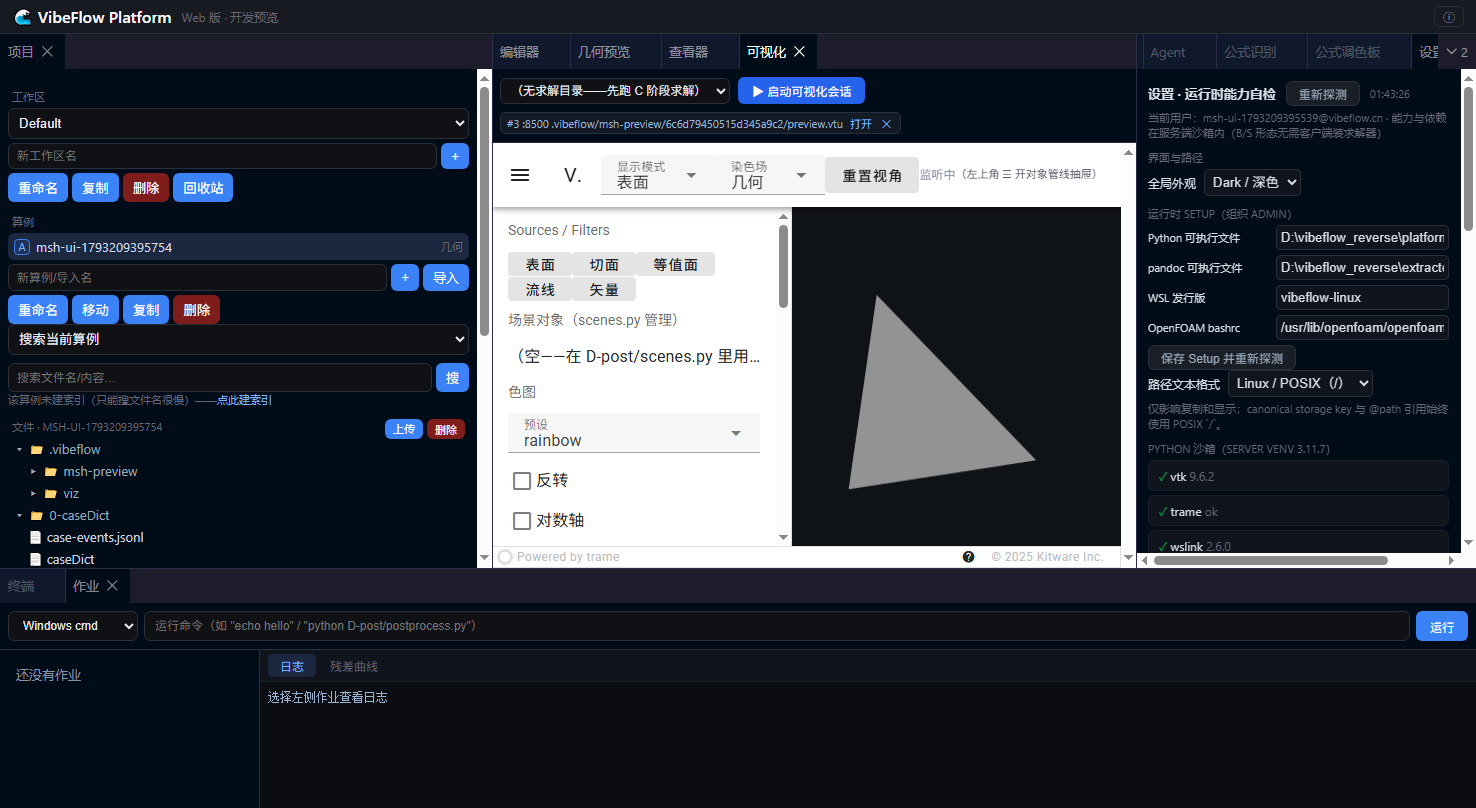 VibeFlow Platform Web 版 · 开发预览
项目
工作区
Default
新工作区名
+
重命名 复制 删除 回收站
算例
A msh-ui-1793209395754 几何
新算例/导入名
+ 导入
重命名 移动 复制 删除
搜索当前算例
搜索文件名/内容...
搜
该算例未建索引（只能搜文件名很慢）——点此建索引
文件 · MSH-UI-1793209395754 上传 删除
.vibeflow
msh-preview
viz
0-caseDict
case-events.jsonl
caseDict
编辑器 几何预览 查看器 可视化
（无求解目录——先跑 C 阶段求解） ▶ 启动可视化会话
#3 :8500 .vibeflow/msh-preview/6c6d79450515d345a9c2/preview.vtu 打开
V.
显示模式
表面
染色场
几何
重置视角
监听中（左上角 ☰ 开对象管线抽屉）
Sources / Filters
表面 切面 等值面
流线 矢量
场景对象（scenes.py 管理）
（空——在 D-post/scenes.py 里用...
色图
预设
rainbow
反转
对数轴
Powered by trame
© 2025 Kitware Inc.
Agent 公式识别 公式调色板 设置 2
设置 · 运行时能力自检 重新探测 01:43:26
当前用户：msh-ui-1793209395539@vibeflow.cn · 能力与依赖
在服务端沙箱内（B/S 形态无需客户端装求解器）
界面与路径
全局外观 Dark / 深色
运行时 SETUP（组织 ADMIN）
Python 可执行文件 D:\vibeflow_reverse\platforn
pandoc 可执行文件 D:\vibeflow_reverse\extracte
WSL 发行版 vibeflow-linux
OpenFOAM bashrc /usr/lib/openfoam/openfoam
保存 Setup 并重新探测
路径文本格式 Linux / POSIX（/）
仅影响复制和显示；canonical storage key 与 @path 引用始终
使用 POSIX `/`。
PYTHON 沙箱（SERVER VENV 3.11.7）
✓ vtk 9.6.2
✓ trame ok
✓ wslink 2.6.0
终端 作业
Windows cmd 运行命令（如 "echo hello" / "python D-post/postprocess.py"） 运行
还没有作业
日志 残差曲线
选择左侧作业查看日志